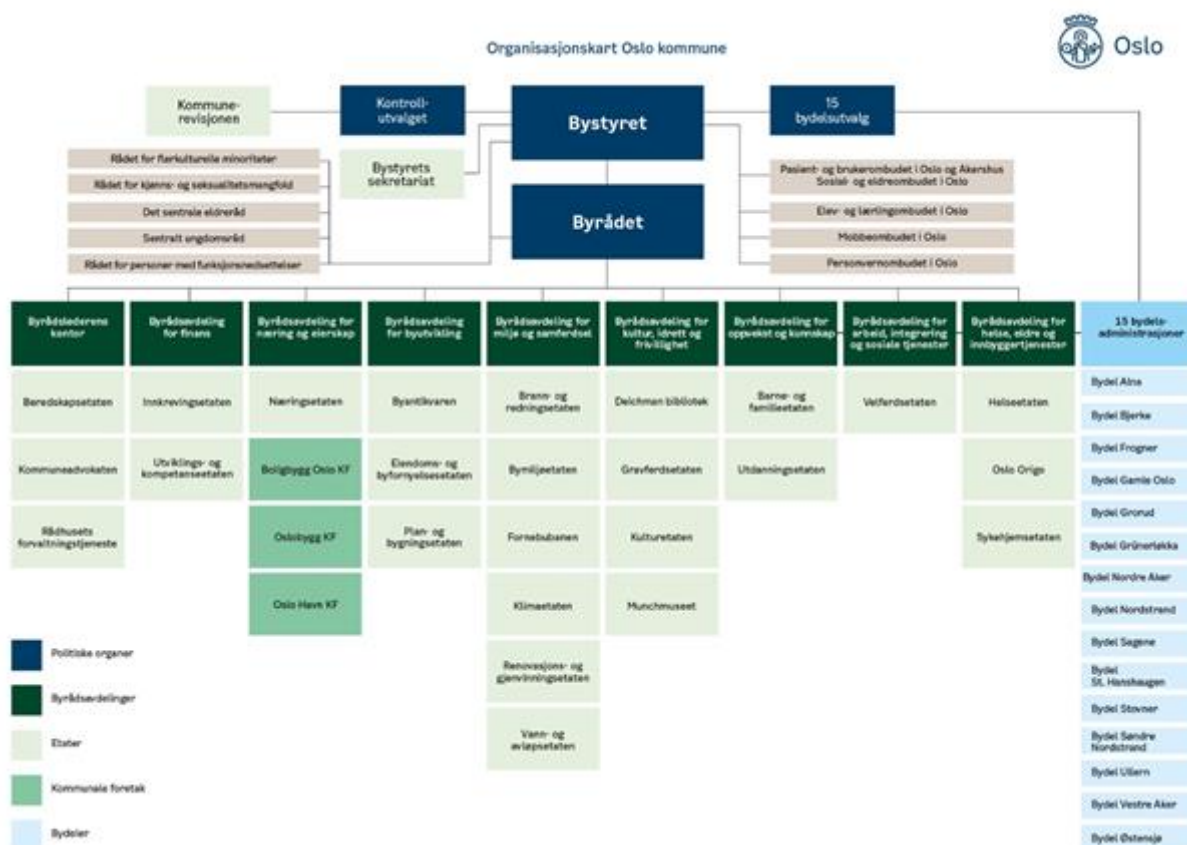 Organisasjonskart Oslo kommune
Oslo
Kommune-
revisjonen
Kontroll-
utvalget
Bystyret
15
bydelsutvalg
Rådet for flerkulturelle minoriteter
Rådet for kjønns- og seksualitetsmangfold
Det sentrale eldreråd
Sentralt ungdomsråd
Rådet for personer med funksjonsnedsettelser
Bystyrets
sekretariat
Byrådet
Pasient- og brukerombudet i Oslo og Akershus
Sosial- og eldreombudet i Oslo
Elev- og lærlingombudet i Oslo
Mobbeombudet i Oslo
Personvernombudet i Oslo
Byrådslederens
kontor
Beredskapsetaten
Kommuneadvokaten
Rådhusets
forvaltningstjeneste
Byrådsavdeling
for finans
Innkrevingsetaten
Utviklings- og
kompetanseetaten
Byrådsavdeling for
næring og eierskap
Næringsetaten
Boligbygg Oslo KF
Oslobygg KF
Oslo Havn KF
Byrådsavdeling
for byutvikling
Byantikvaren
Eiendoms- og
byfornyelsesetaten
Plan- og
bygningsetaten
Byrådsavdeling for
miljø og samferdsel
Brann- og
redningsetaten
Bymiljøetaten
Fornebubanen
Klimaetaten
Renovasjons- og
gjenvinningsetaten
Vann- og
avløpsetaten
Byrådsavdeling for
kultur, idrett og
frivillighet
Deichman bibliotek
Gravferdsetaten
Kulturetaten
Munchmuseet
Byrådsavdeling for
oppvekst og kunnskap
Barne- og
familieetaten
Utdanningsetaten
Byrådsavdeling for
arbeid, integrering
og sosiale tjenester
Velferdsetaten
Byrådsavdeling for
helse, eldre og
innbyggertjenester
Helseetaten
Oslo Origo
Sykehjemsetaten
15 bydels-
administrasjoner
Bydel Alna
Bydel Bjerke
Bydel Frogner
Bydel Gamle Oslo
Bydel Grorud
Bydel Grünerløkka
Bydel Nordre Aker
Bydel Nordstrand
Bydel Sagene
Bydel
St. Hanshaugen
Bydel Stovner
Bydel Søndre
Nordstrand
Bydel Ullern
Bydel Vestre Aker
Bydel Østensjø
Politiske organer
Byrådsavdelinger
Etater
Kommunale foretak
Bydeler